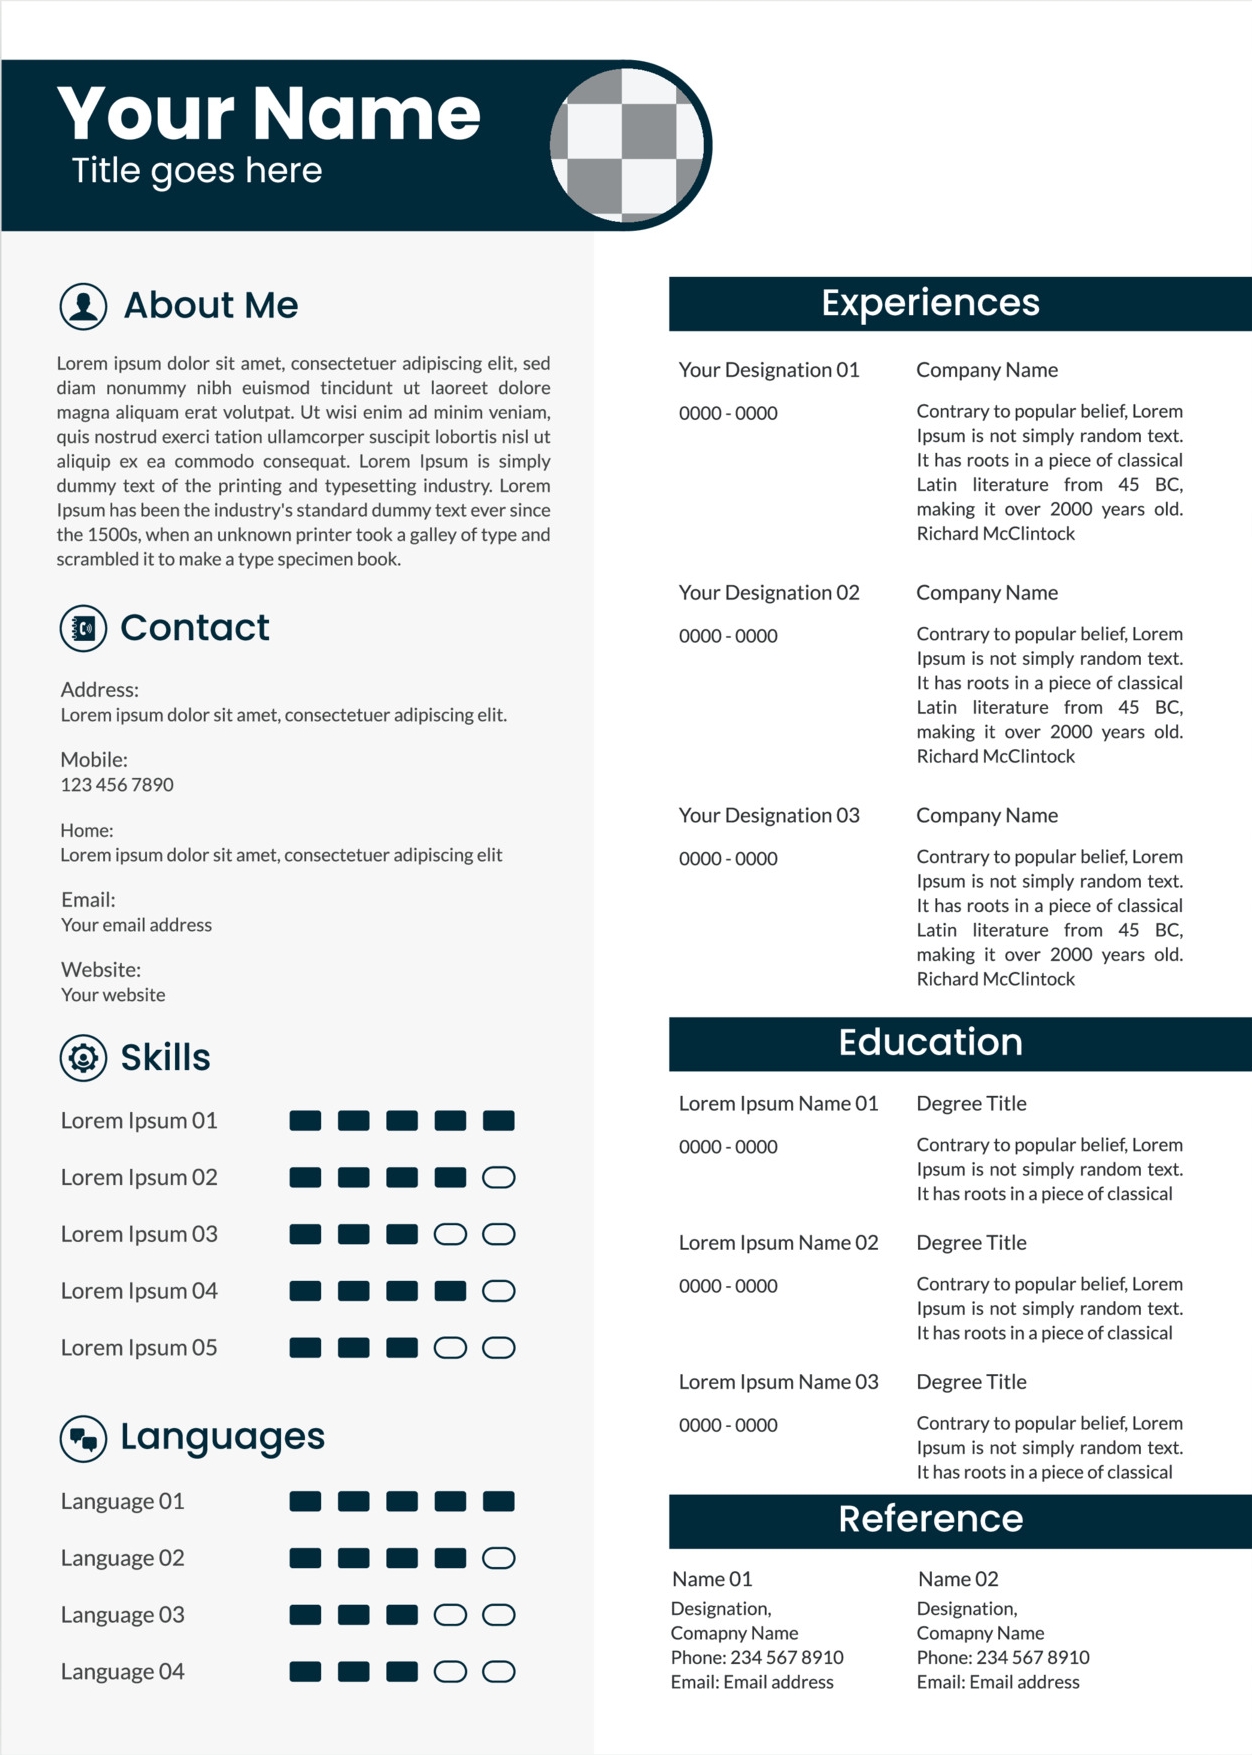 Your Name
Title goes here
About Me
Lorem ipsum dolor sit amet, consectetuer adipiscing elit, sed
diam nonummy nibh euismod tincidunt ut laoreet dolore
magna aliquam erat volutpat. Ut wisi enim ad minim veniam,
quis nostrud exerci tation ullamcorper suscipit lobortis nisl ut
aliquip ex ea commodo consequat. Lorem Ipsum is simply
dummy text of the printing and typesetting industry. Lorem
Ipsum has been the industry's standard dummy text ever since
the 1500s, when an unknown printer took a galley of type and
scrambled it to make a type specimen book.
Contact
Address:
Lorem ipsum dolor sit amet, consectetuer adipiscing elit.
Mobile:
123 456 7890
Home:
Lorem ipsum dolor sit amet, consectetuer adipiscing elit
Email:
Your email address
Website:
Your website
Skills
Lorem Ipsum 01
Lorem Ipsum 02
Lorem Ipsum 03
Lorem Ipsum 04
Lorem Ipsum 05
Languages
Language 01
Language 02
Language 03
Language 04
Experiences
Your Designation 01
0000 - 0000
Company Name
Contrary to popular belief, Lorem
Ipsum is not simply random text.
It has roots in a piece of classical
Latin literature from 45 BC,
making it over 2000 years old.
Richard McClintock
Your Designation 02
0000 - 0000
Company Name
Contrary to popular belief, Lorem
Ipsum is not simply random text.
It has roots in a piece of classical
Latin literature from 45 BC,
making it over 2000 years old.
Richard McClintock
Your Designation 03
0000 - 0000
Company Name
Contrary to popular belief, Lorem
Ipsum is not simply random text.
It has roots in a piece of classical
Latin literature from 45 BC,
making it over 2000 years old.
Richard McClintock
Education
Lorem Ipsum Name 01
0000 - 0000
Degree Title
Contrary to popular belief, Lorem
Ipsum is not simply random text.
It has roots in a piece of classical
Lorem Ipsum Name 02
0000 - 0000
Degree Title
Contrary to popular belief, Lorem
Ipsum is not simply random text.
It has roots in a piece of classical
Lorem Ipsum Name 03
0000 - 0000
Degree Title
Contrary to popular belief, Lorem
Ipsum is not simply random text.
It has roots in a piece of classical
Reference
Name 01
Designation,
Comapny Name
Phone: 234 567 8910
Email: Email address
Name 02
Designation,
Comapny Name
Phone: 234 567 8910
Email: Email address